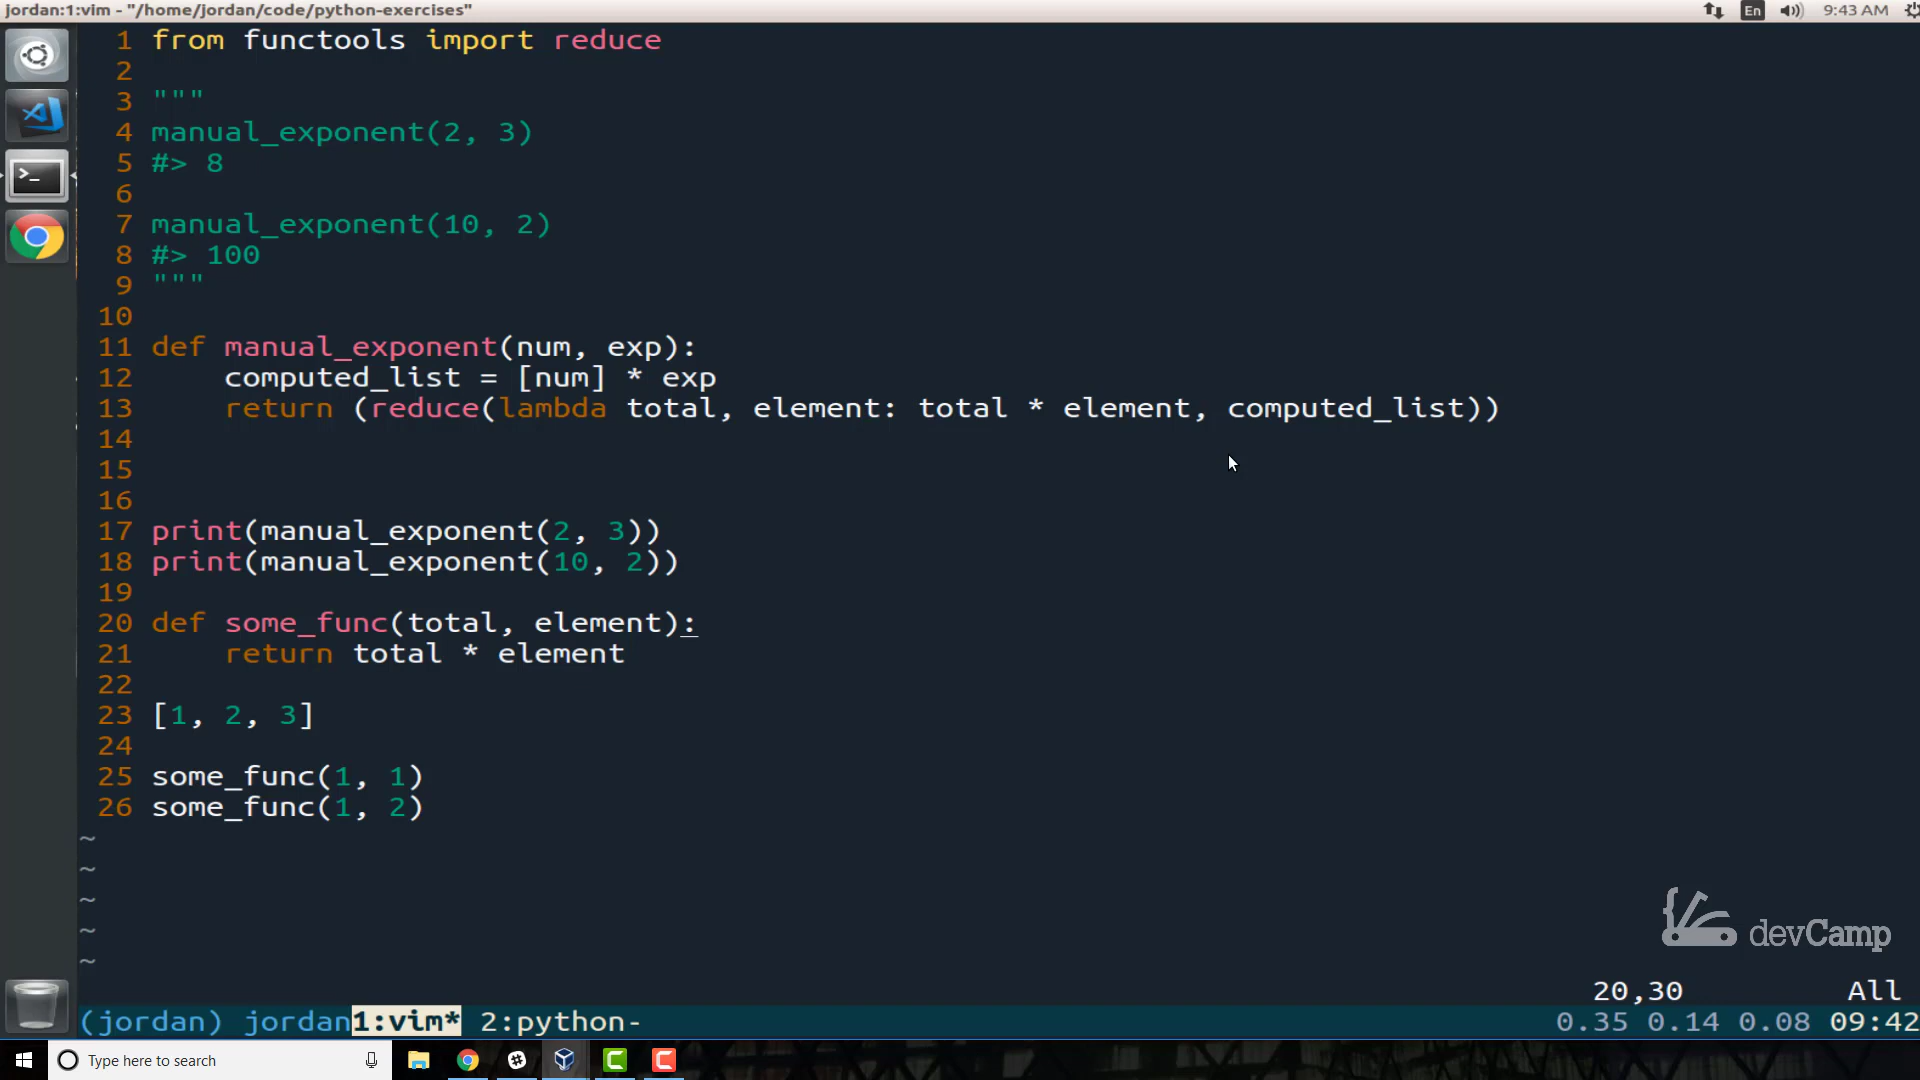 jordan:1:vim - "/home/jordan/code/python-exercises"
En
9:43 AM
1 from functools import reduce
2
3 """
4 manual_exponent(2, 3)
5 #> 8
6
7 manual_exponent(10, 2)
8 #> 100
9 """
10
11 def manual_exponent(num, exp):
12     computed_list = [num] * exp
13     return (reduce(lambda total, element: total * element, computed_list))
14
15
16
17 print(manual_exponent(2, 3))
18 print(manual_exponent(10, 2))
19
20 def some_func(total, element):
21     return total * element
22
23 [1, 2, 3]
24
25 some_func(1, 1)
26 some_func(1, 2)
~
~
~
~
~
devCamp
20,30 All
(jordan) jordan 1:vim* 2:python- 0.35 0.14 0.08 09:42
Type here to search